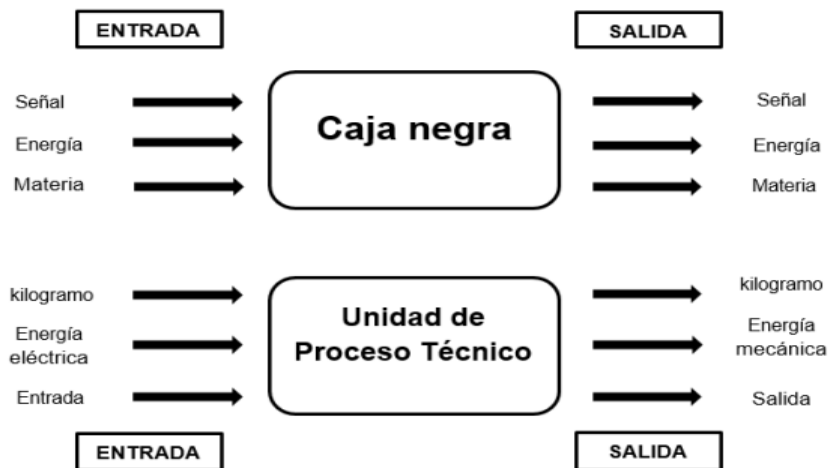 ENTRADA
SALIDA
Señal
Energía
Materia
Caja negra
Señal
Energía
Materia
kilogramo
Energía
eléctrica
Entrada
Unidad de
Proceso Técnico
kilogramo
Energía
mecánica
Salida
ENTRADA
SALIDA